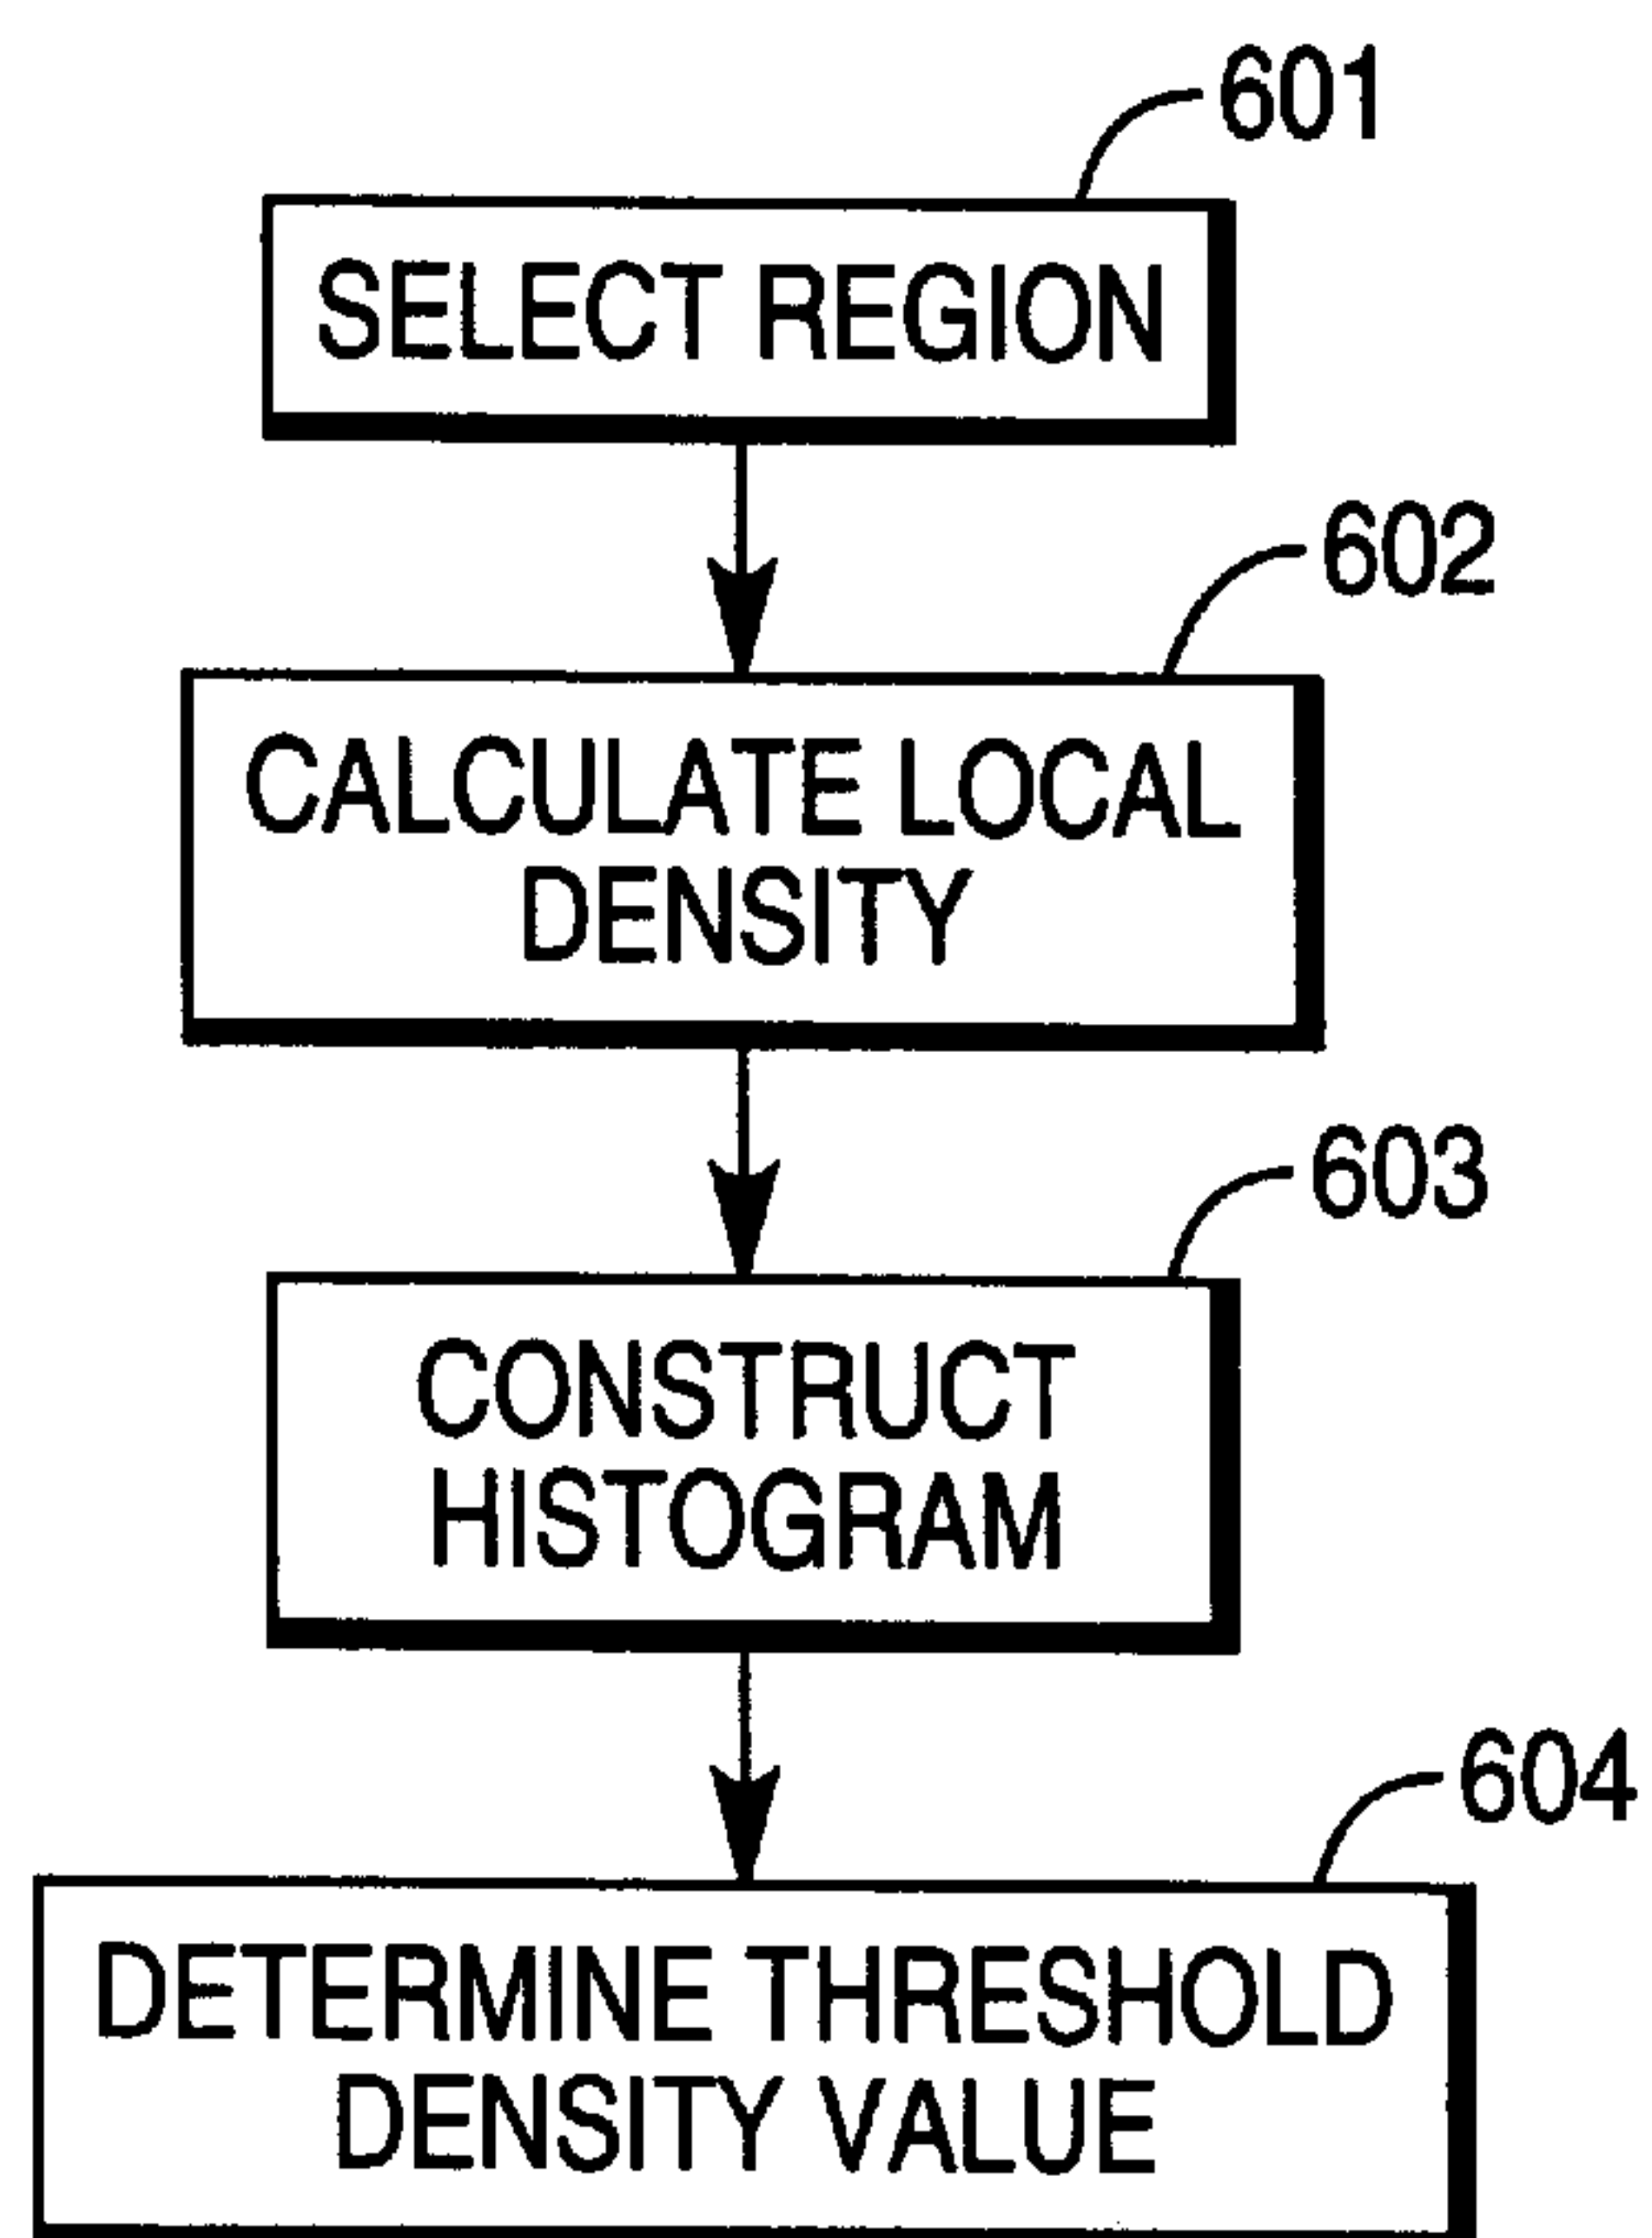 601
SELECT REGION
602
CALCULATE LOCAL
DENSITY
603
CONSTRUCT
HISTOGRAM
604
DETERMINE THRESHOLD
DENSITY VALUE